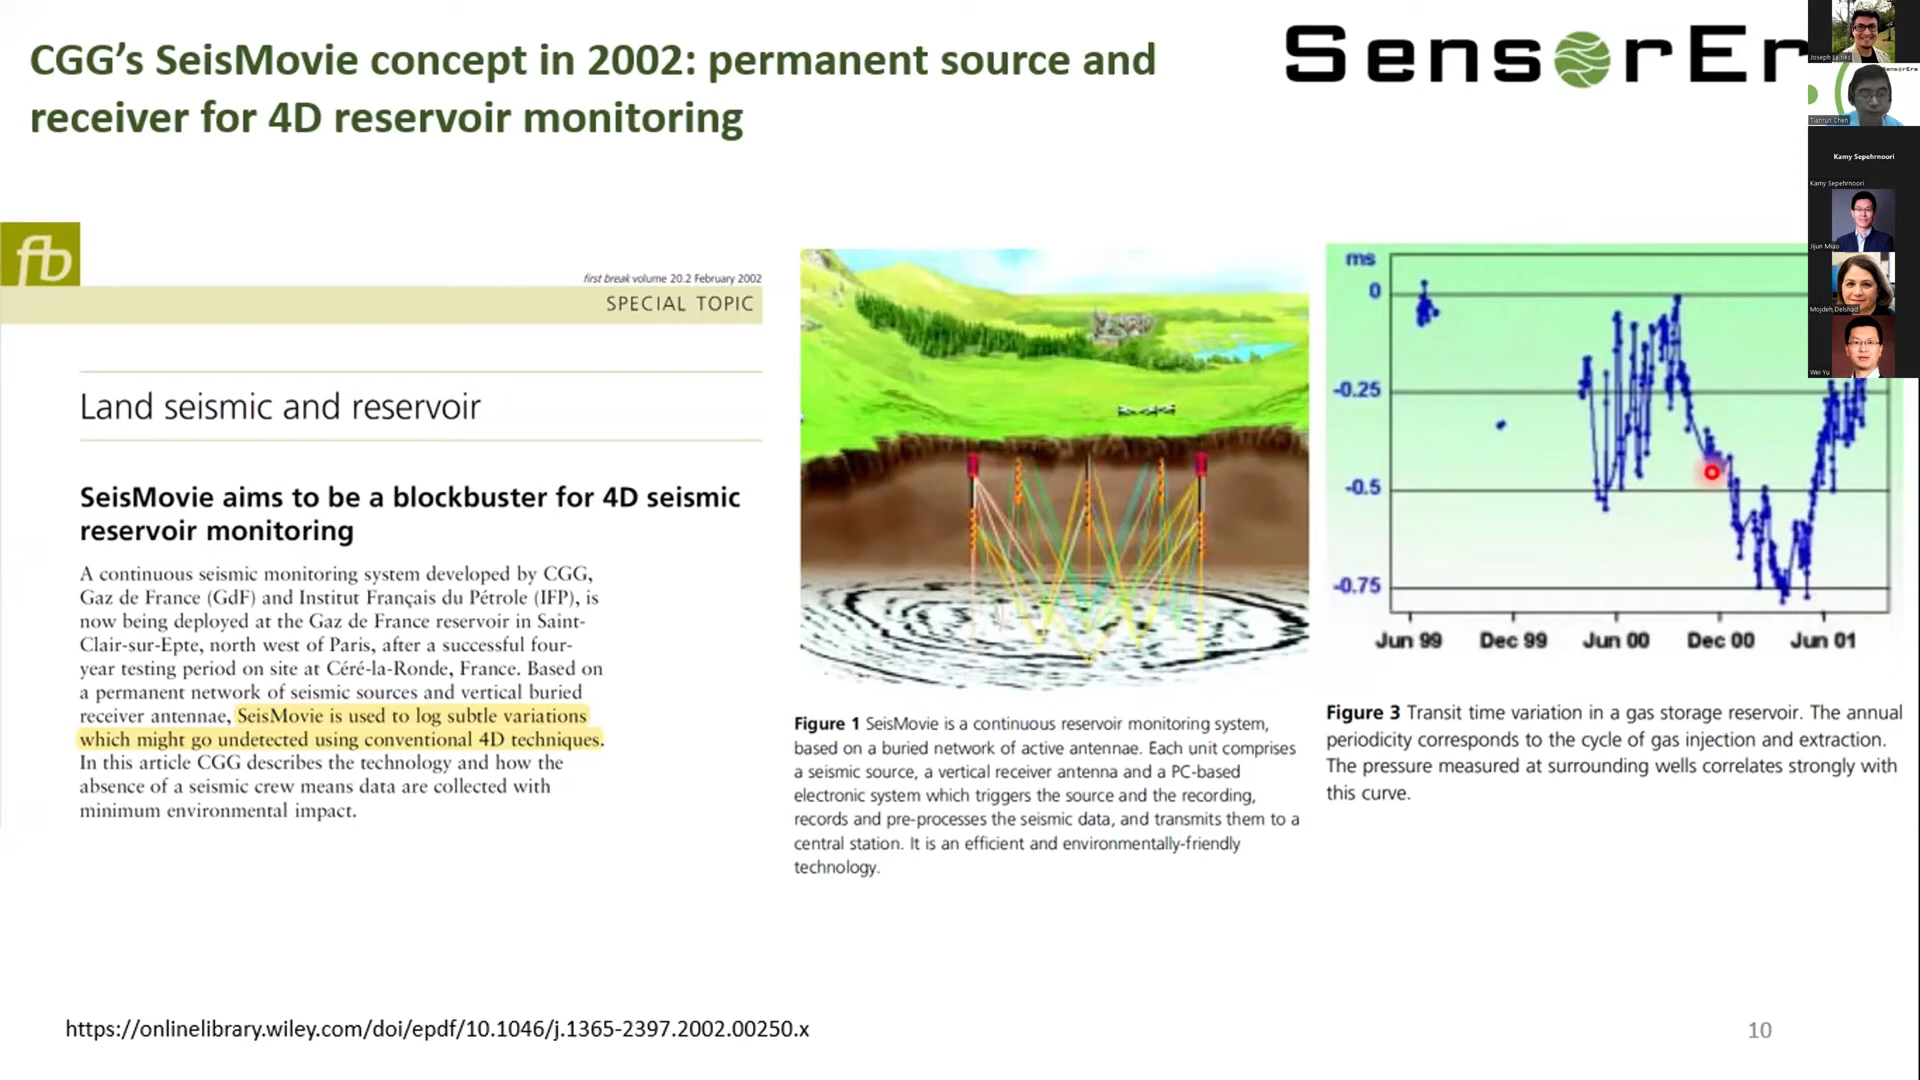 CGG’s SeisMovie concept in 2002: permanent source and
receiver for 4D reservoir monitoring
SensorEr
Joseph Leines
SensorEra
Tianrun Chen
Kamy Sepehrnoori
Kamy Sepehrnoori
Jijun Miao
Mojdeh Delshad
Wei Yu
fb
first break volume 20.2 February 2002
SPECIAL TOPIC
Land seismic and reservoir
SeisMovie aims to be a blockbuster for 4D seismic
reservoir monitoring
A continuous seismic monitoring system developed by CGG,
Gaz de France (GdF) and Institut Français du Pétrole (IFP), is
now being deployed at the Gaz de France reservoir in Saint-
Clair-sur-Epte, north west of Paris, after a successful four-
year testing period on site at Céré-la-Ronde, France. Based on
a permanent network of seismic sources and vertical buried
receiver antennae, SeisMovie is used to log subtle variations
which might go undetected using conventional 4D techniques.
In this article CGG describes the technology and how the
absence of a seismic crew means data are collected with
minimum environmental impact.
Figure 1 SeisMovie is a continuous reservoir monitoring system,
based on a buried network of active antennae. Each unit comprises
a seismic source, a vertical receiver antenna and a PC-based
electronic system which triggers the source and the recording,
records and pre-processes the seismic data, and transmits them to a
central station. It is an efficient and environmentally-friendly
technology.
ms
0
-0.25
-0.5
-0.75
Jun 99 Dec 99 Jun 00 Dec 00 Jun 01
Figure 3 Transit time variation in a gas storage reservoir. The annual
periodicity corresponds to the cycle of gas injection and extraction.
The pressure measured at surrounding wells correlates strongly with
this curve.
https://onlinelibrary.wiley.com/doi/epdf/10.1046/j.1365-2397.2002.00250.x
10